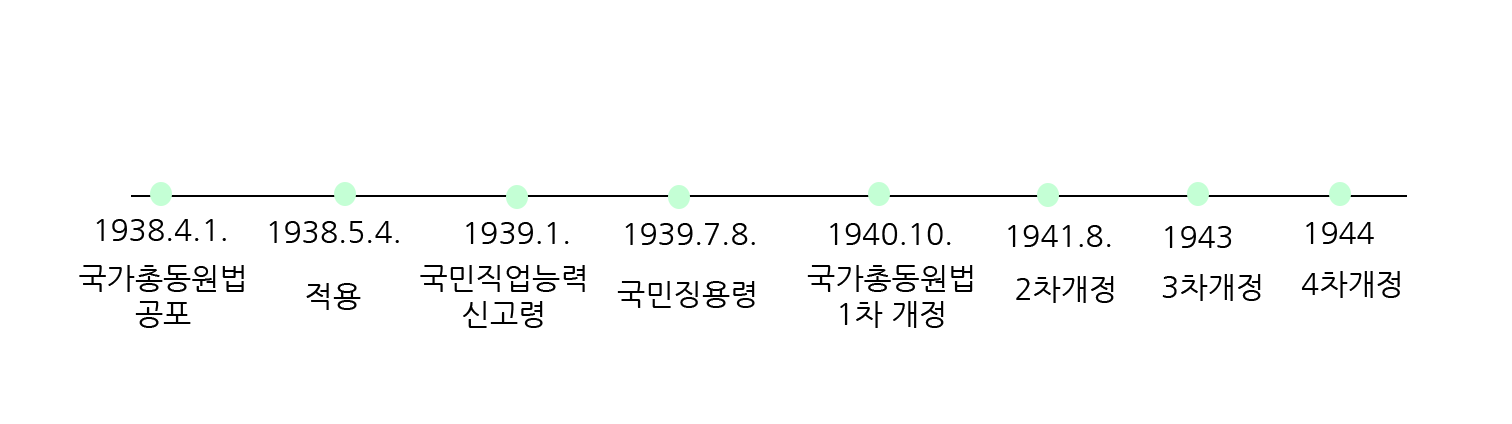 1938.4.1.
국가총동원법
공포
1938.5.4.
적용
1939.1.
국민직업능력
신고령
1939.7.8.
국민징용령
1940.10.
국가총동원법
1차 개정
1941.8.
2차개정
1943
3차개정
1944
4차개정